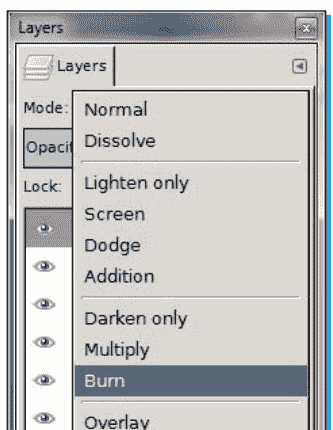 Layers
Layers
Mode:
Normal
Opacit
Dissolve
Lock:
Lighten only
Screen
Dodge
Addition
Darken only
Multiply
Burn
Overlay